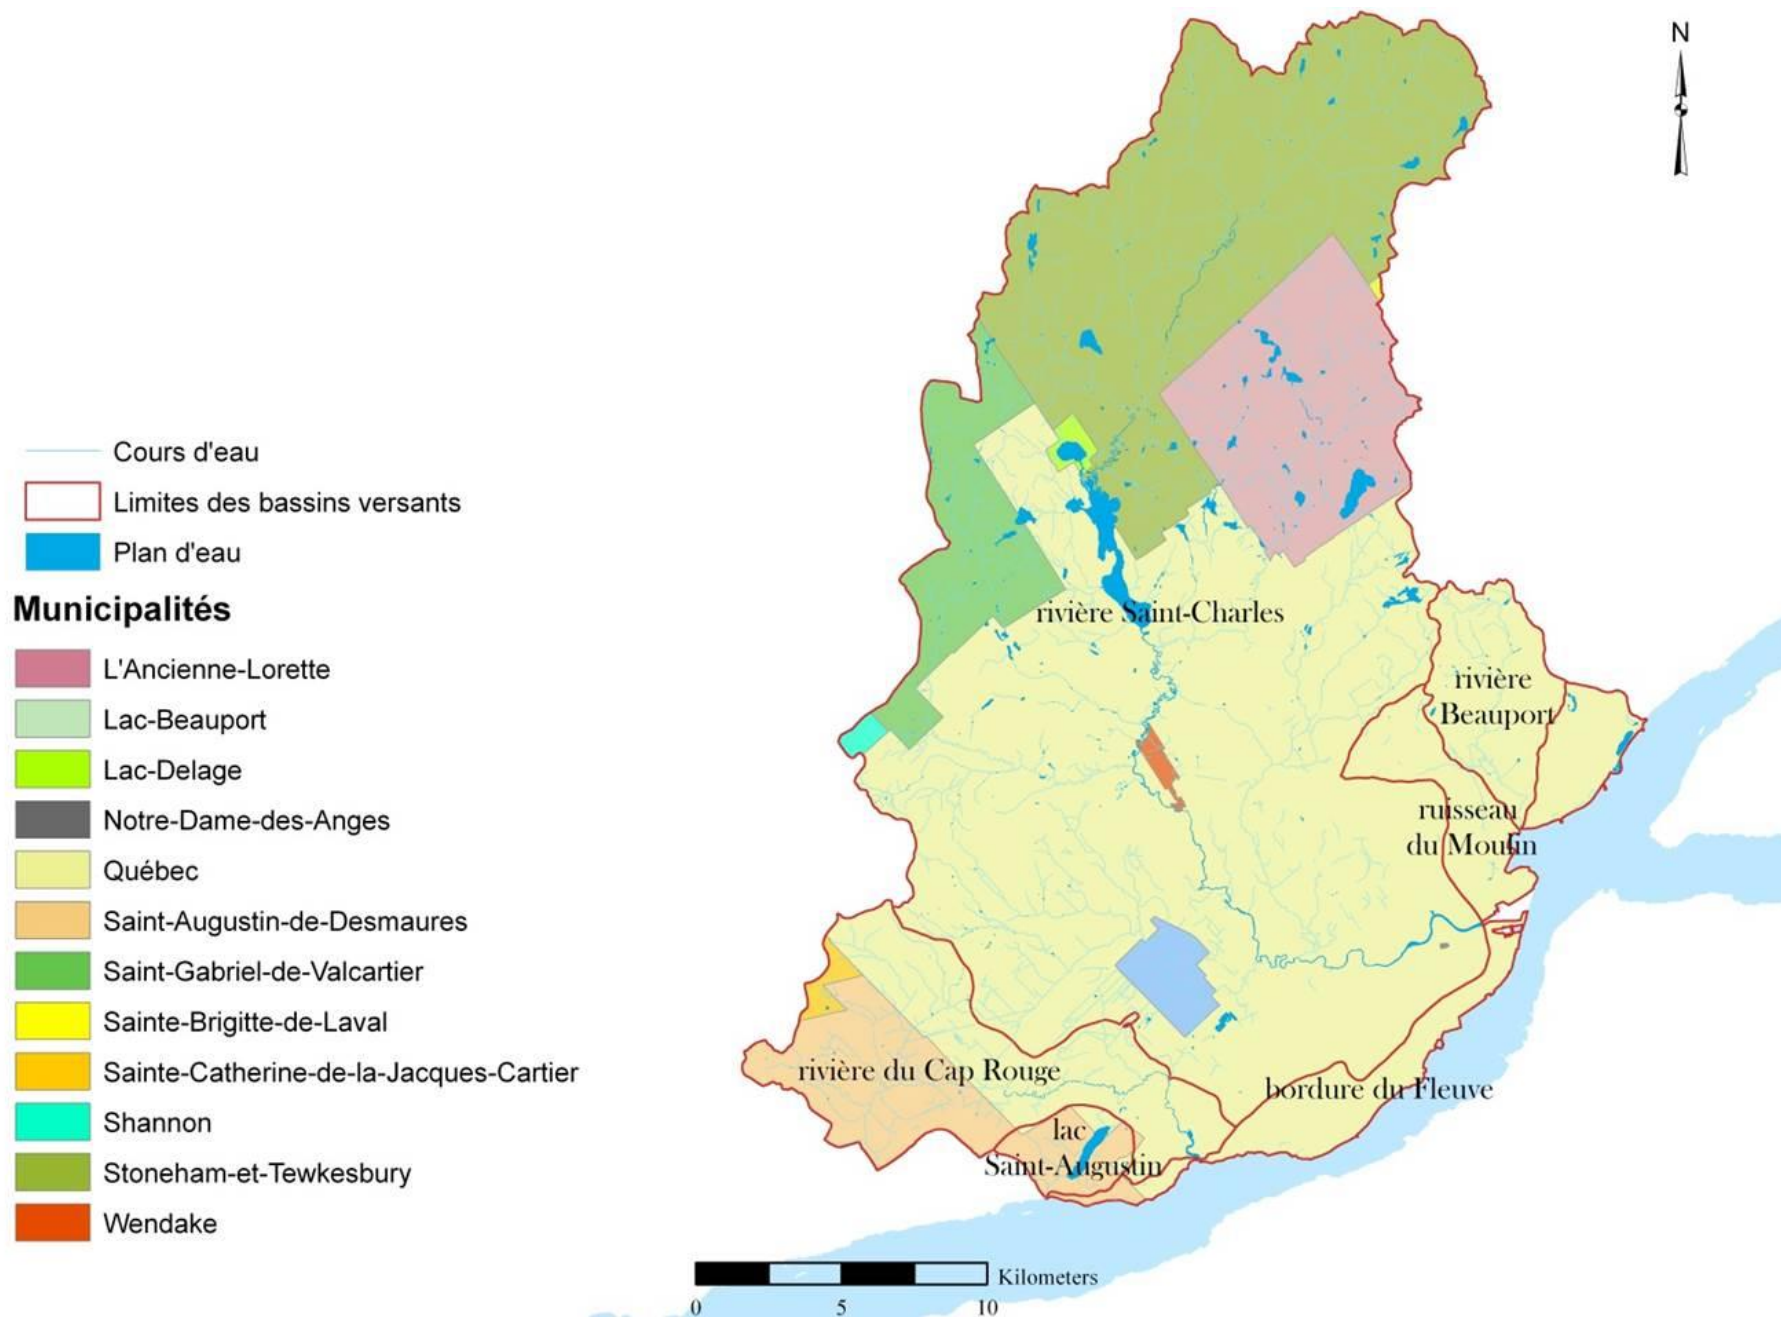 N
Cours d'eau
Limites des bassins versants
Plan d'eau
Municipalités
L'Ancienne-Lorette
Lac-Beauport
Lac-Delage
Notre-Dame-des-Anges
Québec
Saint-Augustin-de-Desmaures
Saint-Gabriel-de-Valcartier
Sainte-Brigitte-de-Laval
Sainte-Catherine-de-la-Jacques-Cartier
Shannon
Stoneham-et-Tewkesbury
Wendake
rivière Saint-Charles
rivière
Beauport
ruisseau
du Moulin
rivière du Cap Rouge
bordure du Fleuve
lac
Saint-Augustin
Kilometers
0 5 10